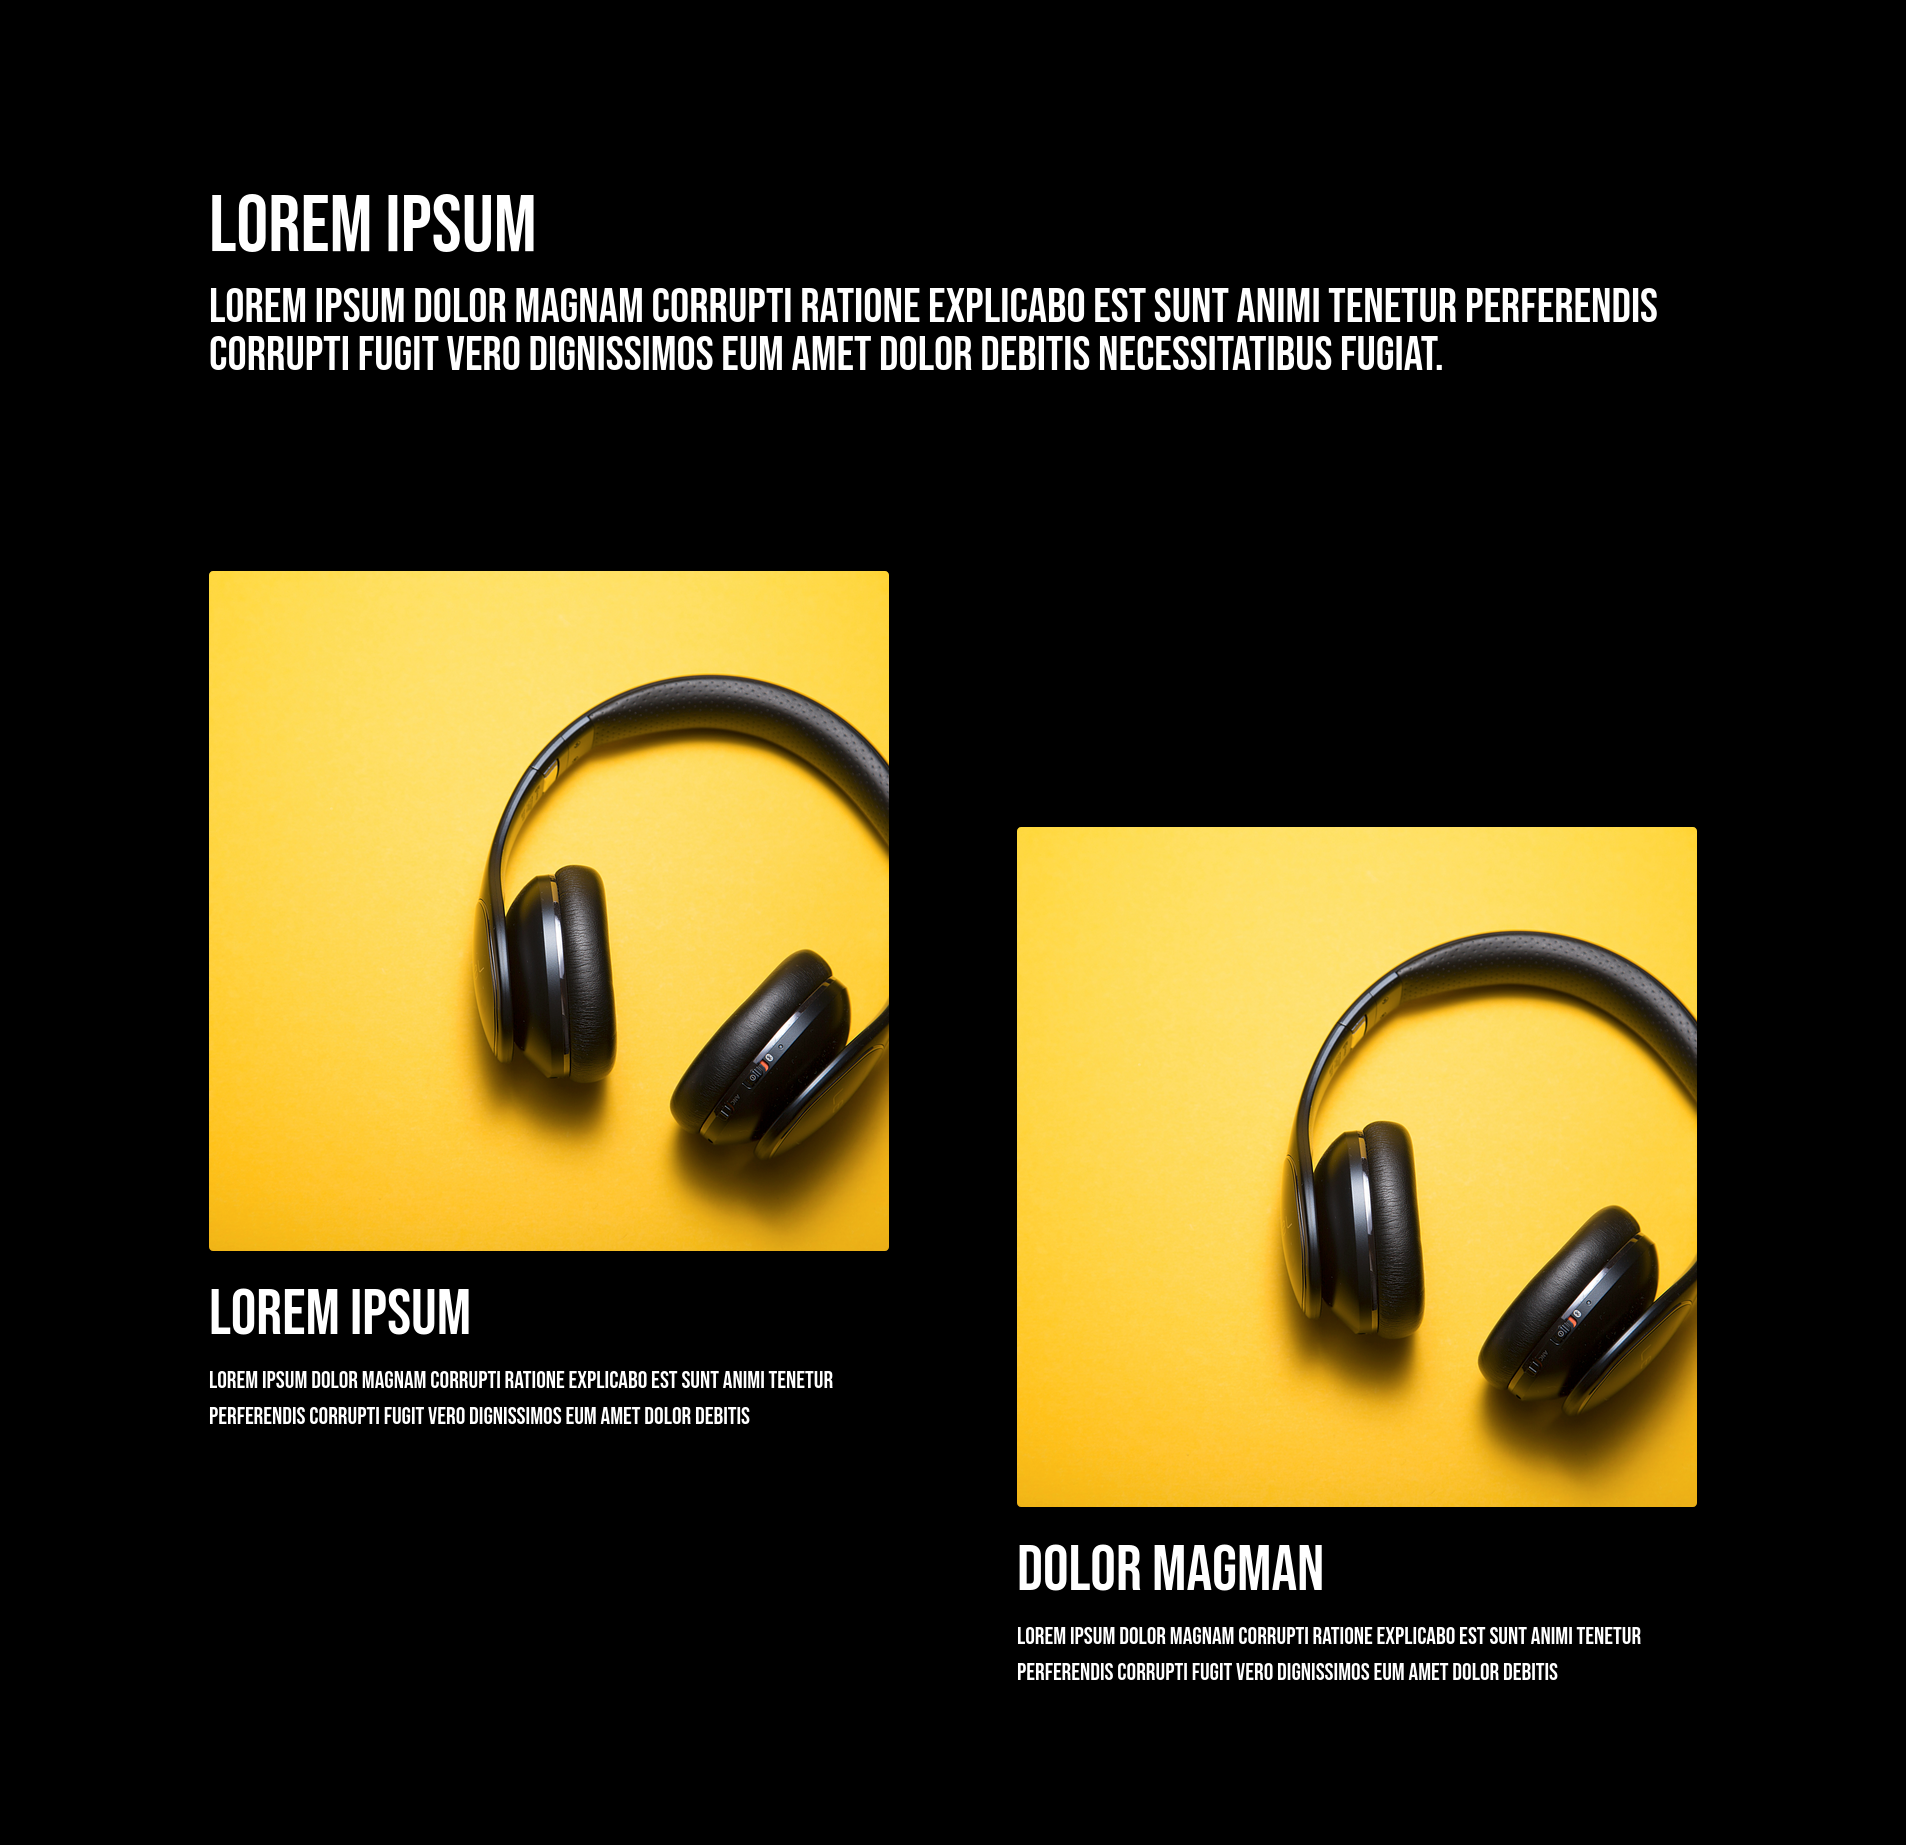 LOREM IPSUM
LOREM IPSUM DOLOR MAGNAM CORRUPTI RATIONE EXPLICABO EST SUNT ANIMI TENETUR PERFERENDIS
CORRUPTI FUGIT VERO DIGNISSIMOS EUM AMET DOLOR DEBITIS NECESSITATIBUS FUGIAT.
LOREM IPSUM
LOREM IPSUM DOLOR MAGNAM CORRUPTI RATIONE EXPLICABO EST SUNT ANIMI TENETUR
PERFERENDIS CORRUPTI FUGIT VERO DIGNISSIMOS EUM AMET DOLOR DEBITIS
DOLOR MAGMAN
LOREM IPSUM DOLOR MAGNAM CORRUPTI RATIONE EXPLICABO EST SUNT ANIMI TENETUR
PERFERENDIS CORRUPTI FUGIT VERO DIGNISSIMOS EUM AMET DOLOR DEBITIS